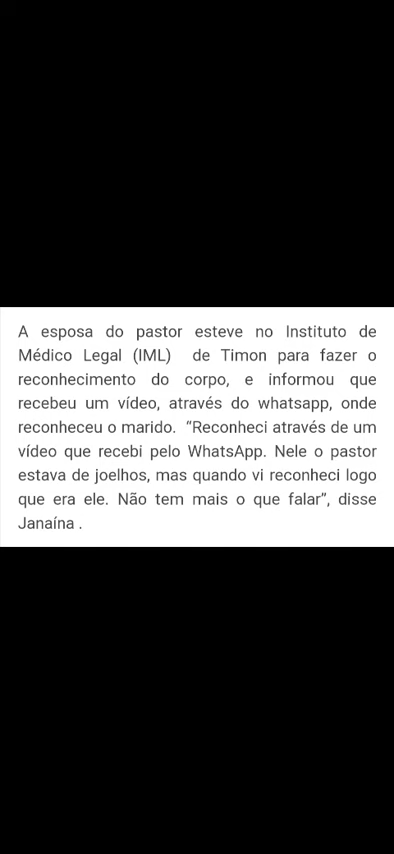 A esposa do pastor esteve no Instituto de
Médico Legal (IML)  de Timon para fazer o
reconhecimento do corpo, e informou que
recebeu um vídeo, através do whatsapp, onde
reconheceu o marido.  “Reconheci através de um
vídeo que recebi pelo WhatsApp. Nele o pastor
estava de joelhos, mas quando vi reconheci logo
que era ele. Não tem mais o que falar”, disse
Janaína .